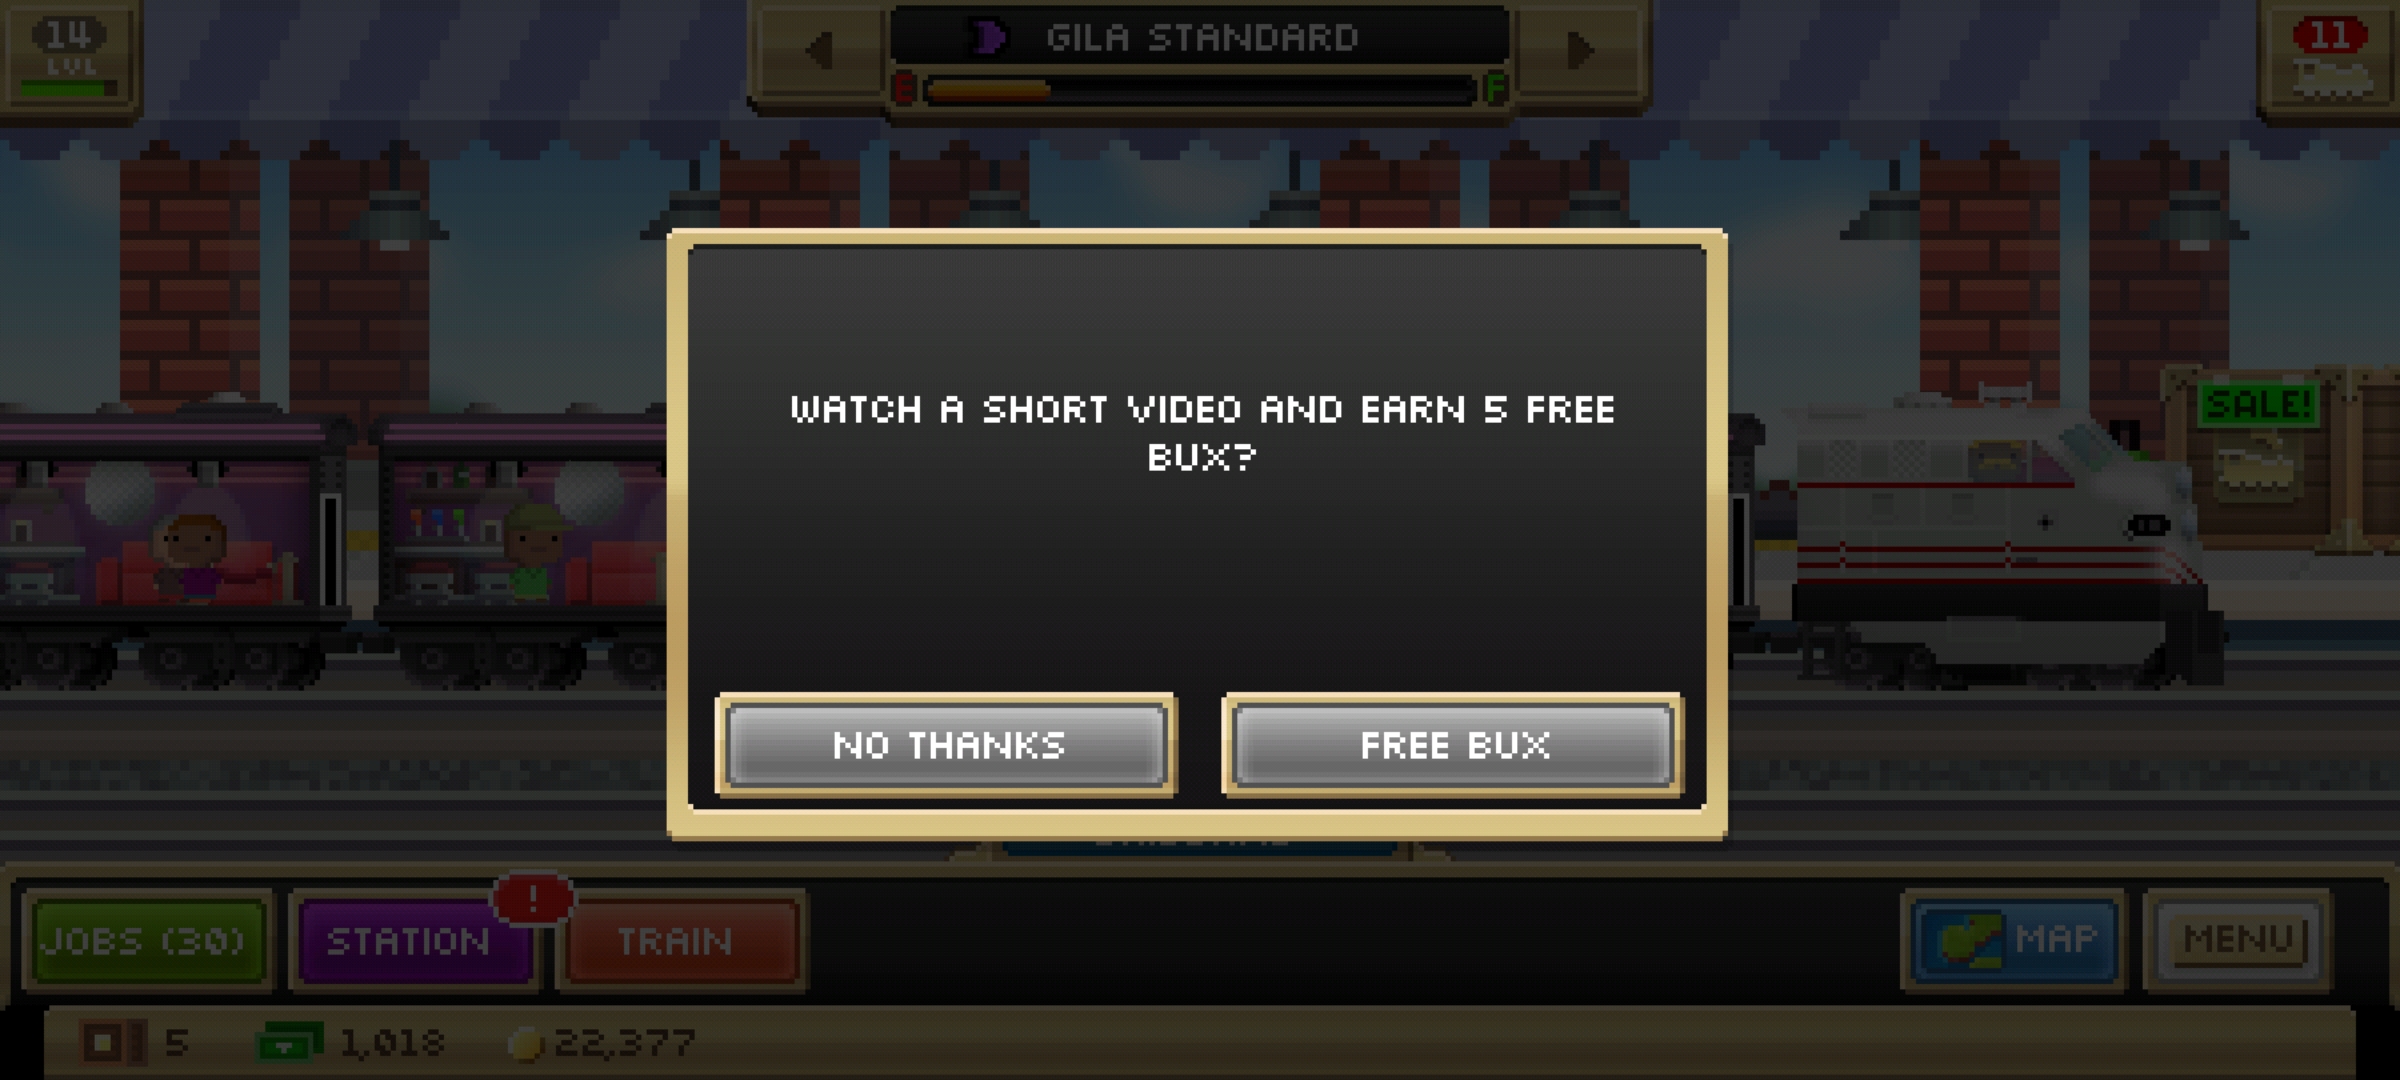 14
LVL
GILA STANDARD
E
F
11
SALE!
WATCH A SHORT VIDEO AND EARN 5 FREE
BUX?
NO THANKS
FREE BUX
JOBS (30)
STATION
!
TRAIN
MAP
MENU
5
1,018
22,377